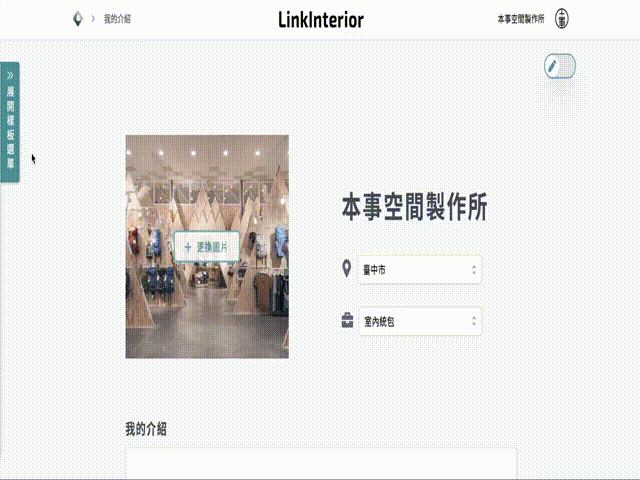 我的介紹
LinkInterior
本事空間製作所
展開樣板選單
更換圖片
本事空間製作所
臺中市
室內統包
我的介紹